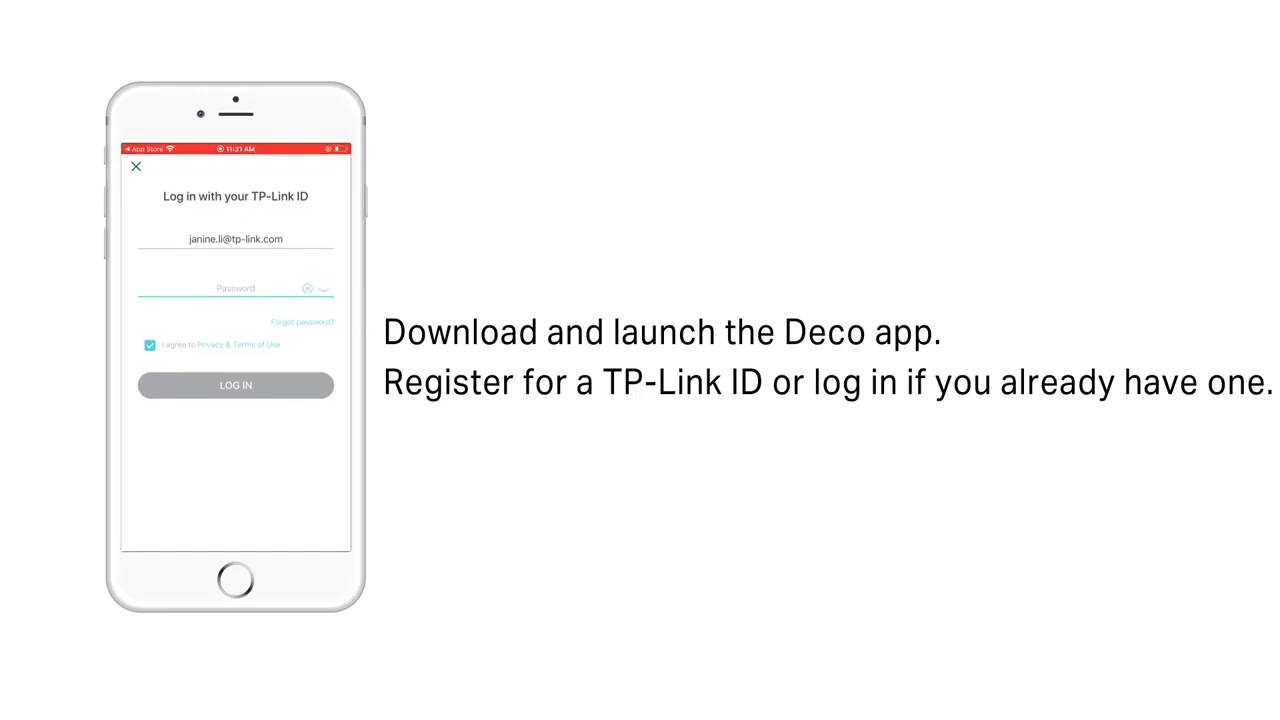 App Store 11:31 AM
Log in with your TP-Link ID
janine.li@tp-link.com
Password
Forgot password?
I agree to Privacy & Terms of Use
LOG IN
Download and launch the Deco app.
Register for a TP-Link ID or log in if you already have one.